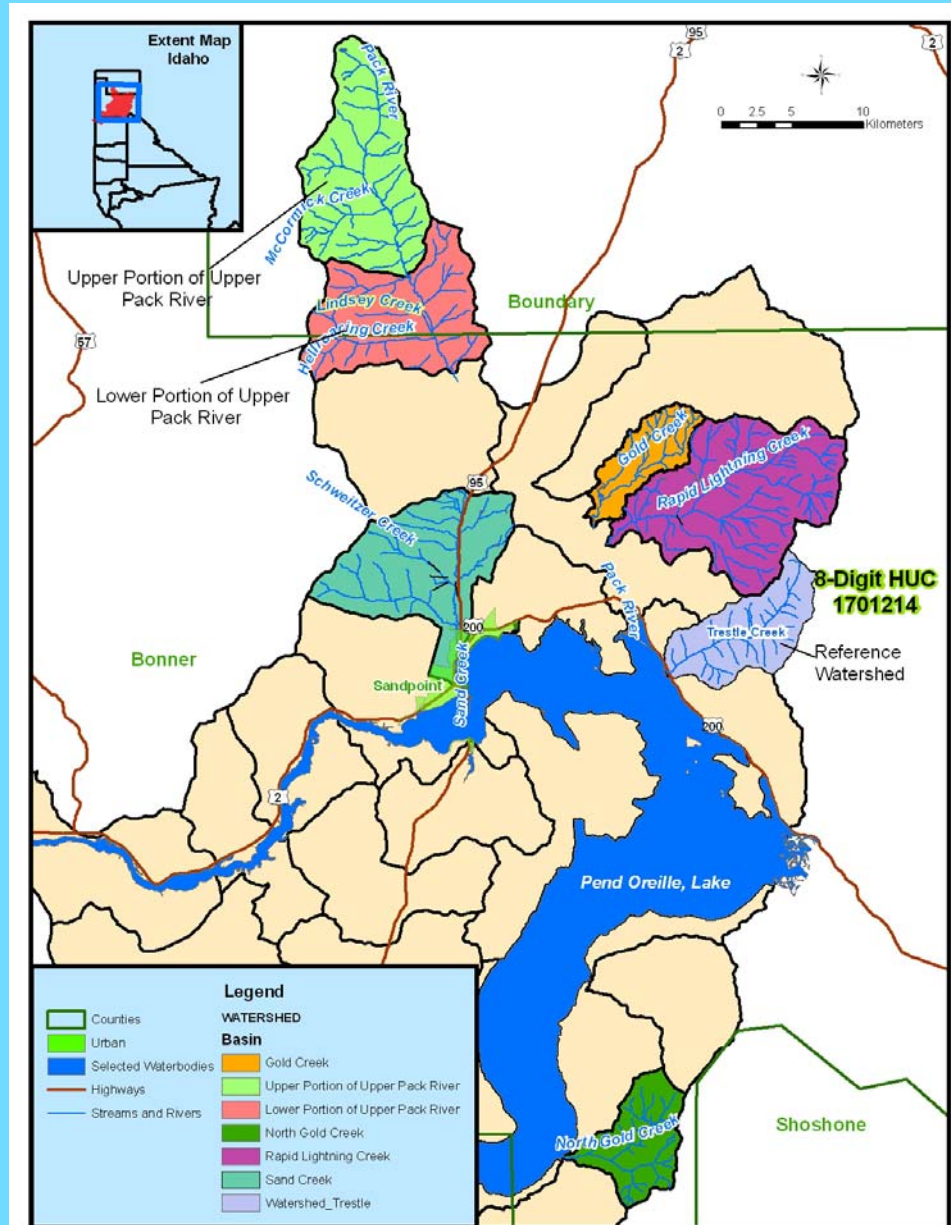 Extent Map
Idaho
95
2
2
0 2.5 5 10
Kilometers
Pack River
McCormick Creek
Upper Portion of Upper
Pack River
Lindsey Creek
Boundary
Hellroaring Creek
57
Lower Portion of Upper
Pack River
Gold Creek
Rapid Lightning Creek
95
Schweitzer Creek
Pack River
8-Digit HUC
1701214
200
Trestle Creek
Reference
Watershed
Bonner
Sandpoint
Sand Creek
200
2
Pend Oreille, Lake
Legend
Counties
Urban
Selected Waterbodies
Highways
Streams and Rivers
WATERSHED
Basin
Gold Creek
Upper Portion of Upper Pack River
Lower Portion of Upper Pack River
North Gold Creek
Rapid Lightning Creek
Sand Creek
Watershed_Trestle
North Gold Creek
Shoshone